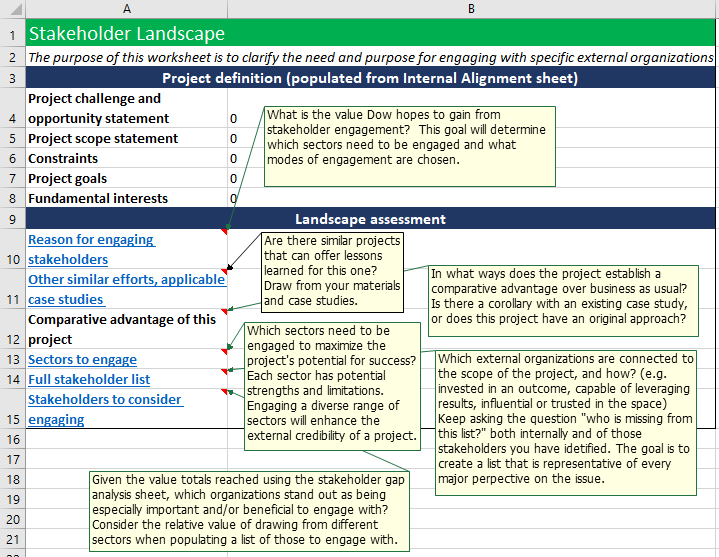 A B
1 Stakeholder Landscape
2 The purpose of this worksheet is to clarify the need and purpose for engaging with specific external organizations
3 Project definition (populated from Internal Alignment sheet)
Project challenge and
4 opportunity statement 0
5 Project scope statement 0
6 Constraints 0
7 Project goals 0
8 Fundamental interests 0
What is the value Dow hopes to gain from
stakeholder engagement? This goal will determine
which sectors need to be engaged and what
modes of engagement are chosen.
9 Landscape assessment
Reason for engaging
10 stakeholders
Are there similar projects
that can offer lessons
learned for this one?
Draw from your materials
and case studies.
Other similar efforts, applicable
11 case studies
In what ways does the project establish a
comparative advantage over business as usual?
Is there a corollary with an existing case study,
or does this project have an original approach?
Comparative advantage of this
12 project
13 Sectors to engage
Which sectors need to be
engaged to maximize the
project's potential for success?
Each sector has potential
strengths and limitations.
Engaging a diverse range of
sectors will enhance the
external credibility of a project.
14 Full stakeholder list
Which external organizations are connected to
the scope of the project, and how? (e.g.
invested in an outcome, capable of leveraging
results, influential or trusted in the space)
Keep asking the question "who is missing from
this list?" both internally and of those
stakeholders you have idetified. The goal is to
create a list that is representative of every
major perpective on the issue.
Stakeholders to consider
15 engaging
16
17
18
19
20
21
Given the value totals reached using the stakeholder gap
analysis sheet, which organizations stand out as being
especially important and/or beneficial to engage with?
Consider the relative value of drawing from different
sectors when populating a list of those to engage with.